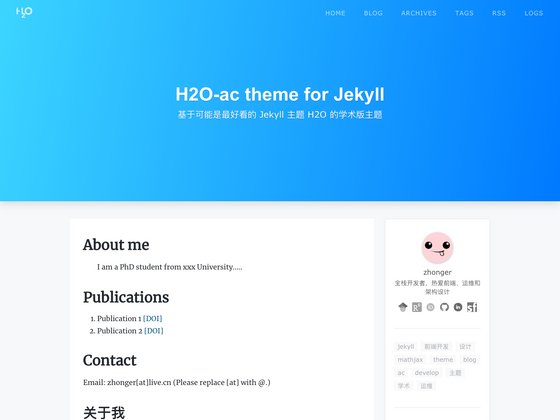 H2O
HOME BLOG ARCHIVES TAGS RSS LOGS
H2O-ac theme for Jekyll
基于可能是最好看的 Jekyll 主题 H2O 的学术版主题
About me
I am a PhD student from xxx University.....
Publications
1. Publication 1 [DOI]
2. Publication 2 [DOI]
Contact
Email: zhonger[at]live.cn (Please replace [at] with @.)
关于我
zhonger
全栈开发者，热爱前端、运维和
架构设计
jekyll 前端开发 设计
mathjax theme blog
ac develop 主题
学术 运维